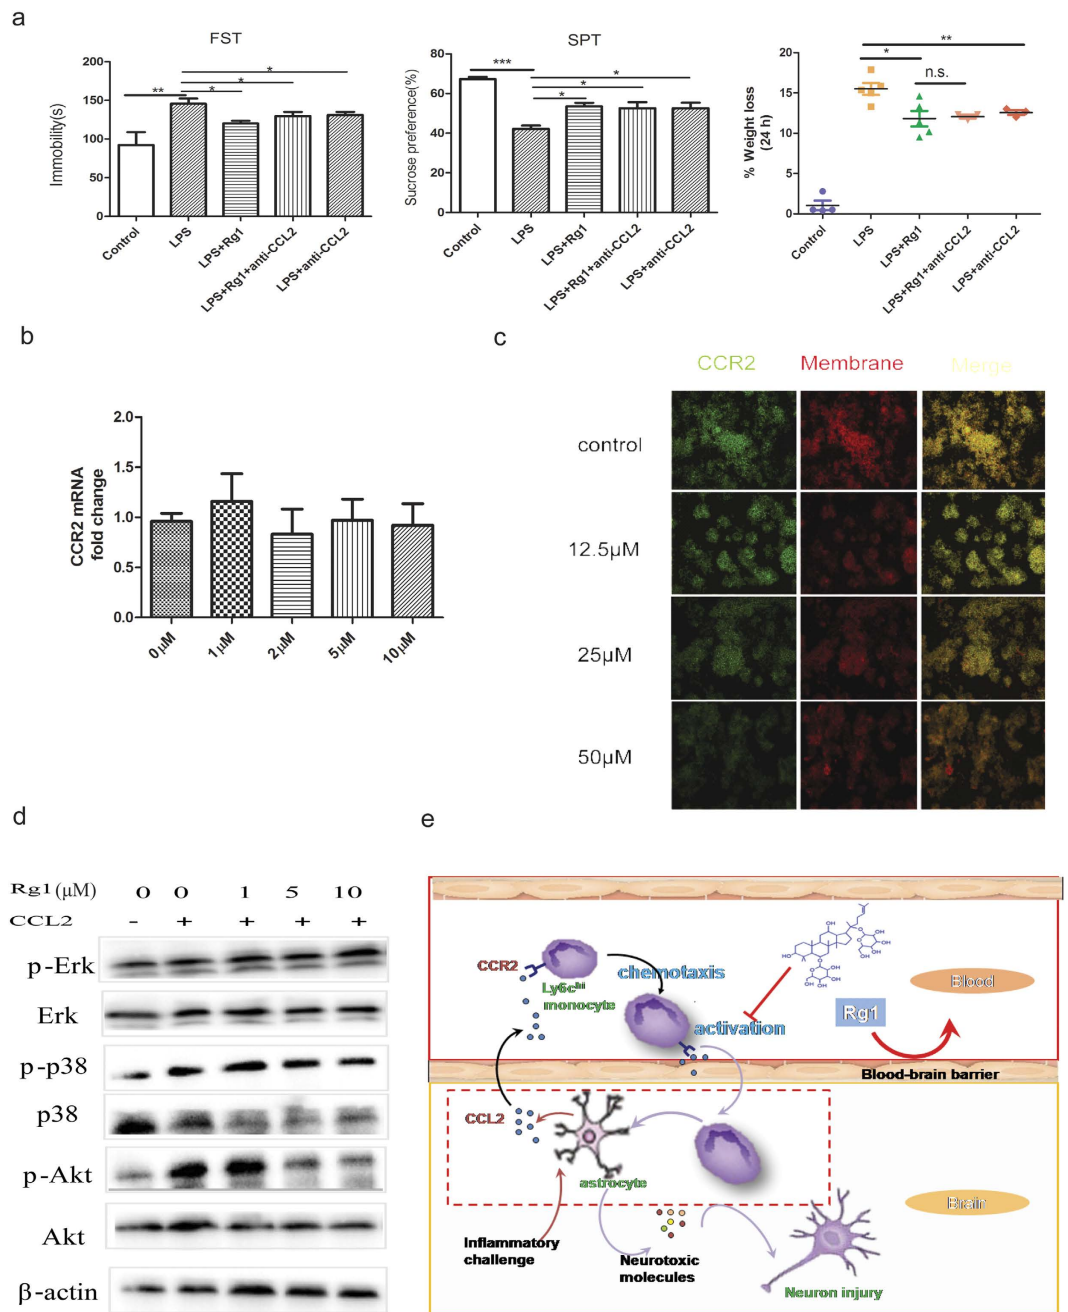 a
FST
Immobility(s)
200
150
100
50
0
**
*
*
*
Control
LPS
LPS+Rg1
LPS+Rg1+anti-CCL2
LPS+anti-CCL2
SPT
Sucrose preference(%)
80
60
40
20
0
***
*
*
*
Control
LPS
LPS+Rg1
LPS+Rg1+anti-CCL2
LPS+anti-CCL2
% Weight loss
(24 h)
20
15
10
5
0
**
*
n.s.
Control
LPS
LPS+Rg1
LPS+Rg1+anti-CCL2
LPS+anti-CCL2
b
CCR2 mRNA
fold change
2.0
1.5
1.0
0.5
0.0
0μM
1μM
2μM
5μM
10μM
c
CCR2 Membrane Merge
control
12.5μM
25μM
50μM
d
Rg1 (μM) 0 0 1 5 10
CCL2 - + + + +
p-Erk
Erk
p-p38
p38
p-Akt
Akt
β-actin
e
CCR2
Ly6c^hi
monocyte
chemotaxis
activation
Rg1
Blood
Blood-brain barrier
CCL2
astrocyte
Brain
Inflammatory
challenge
Neurotoxic
molecules
Neuron injury